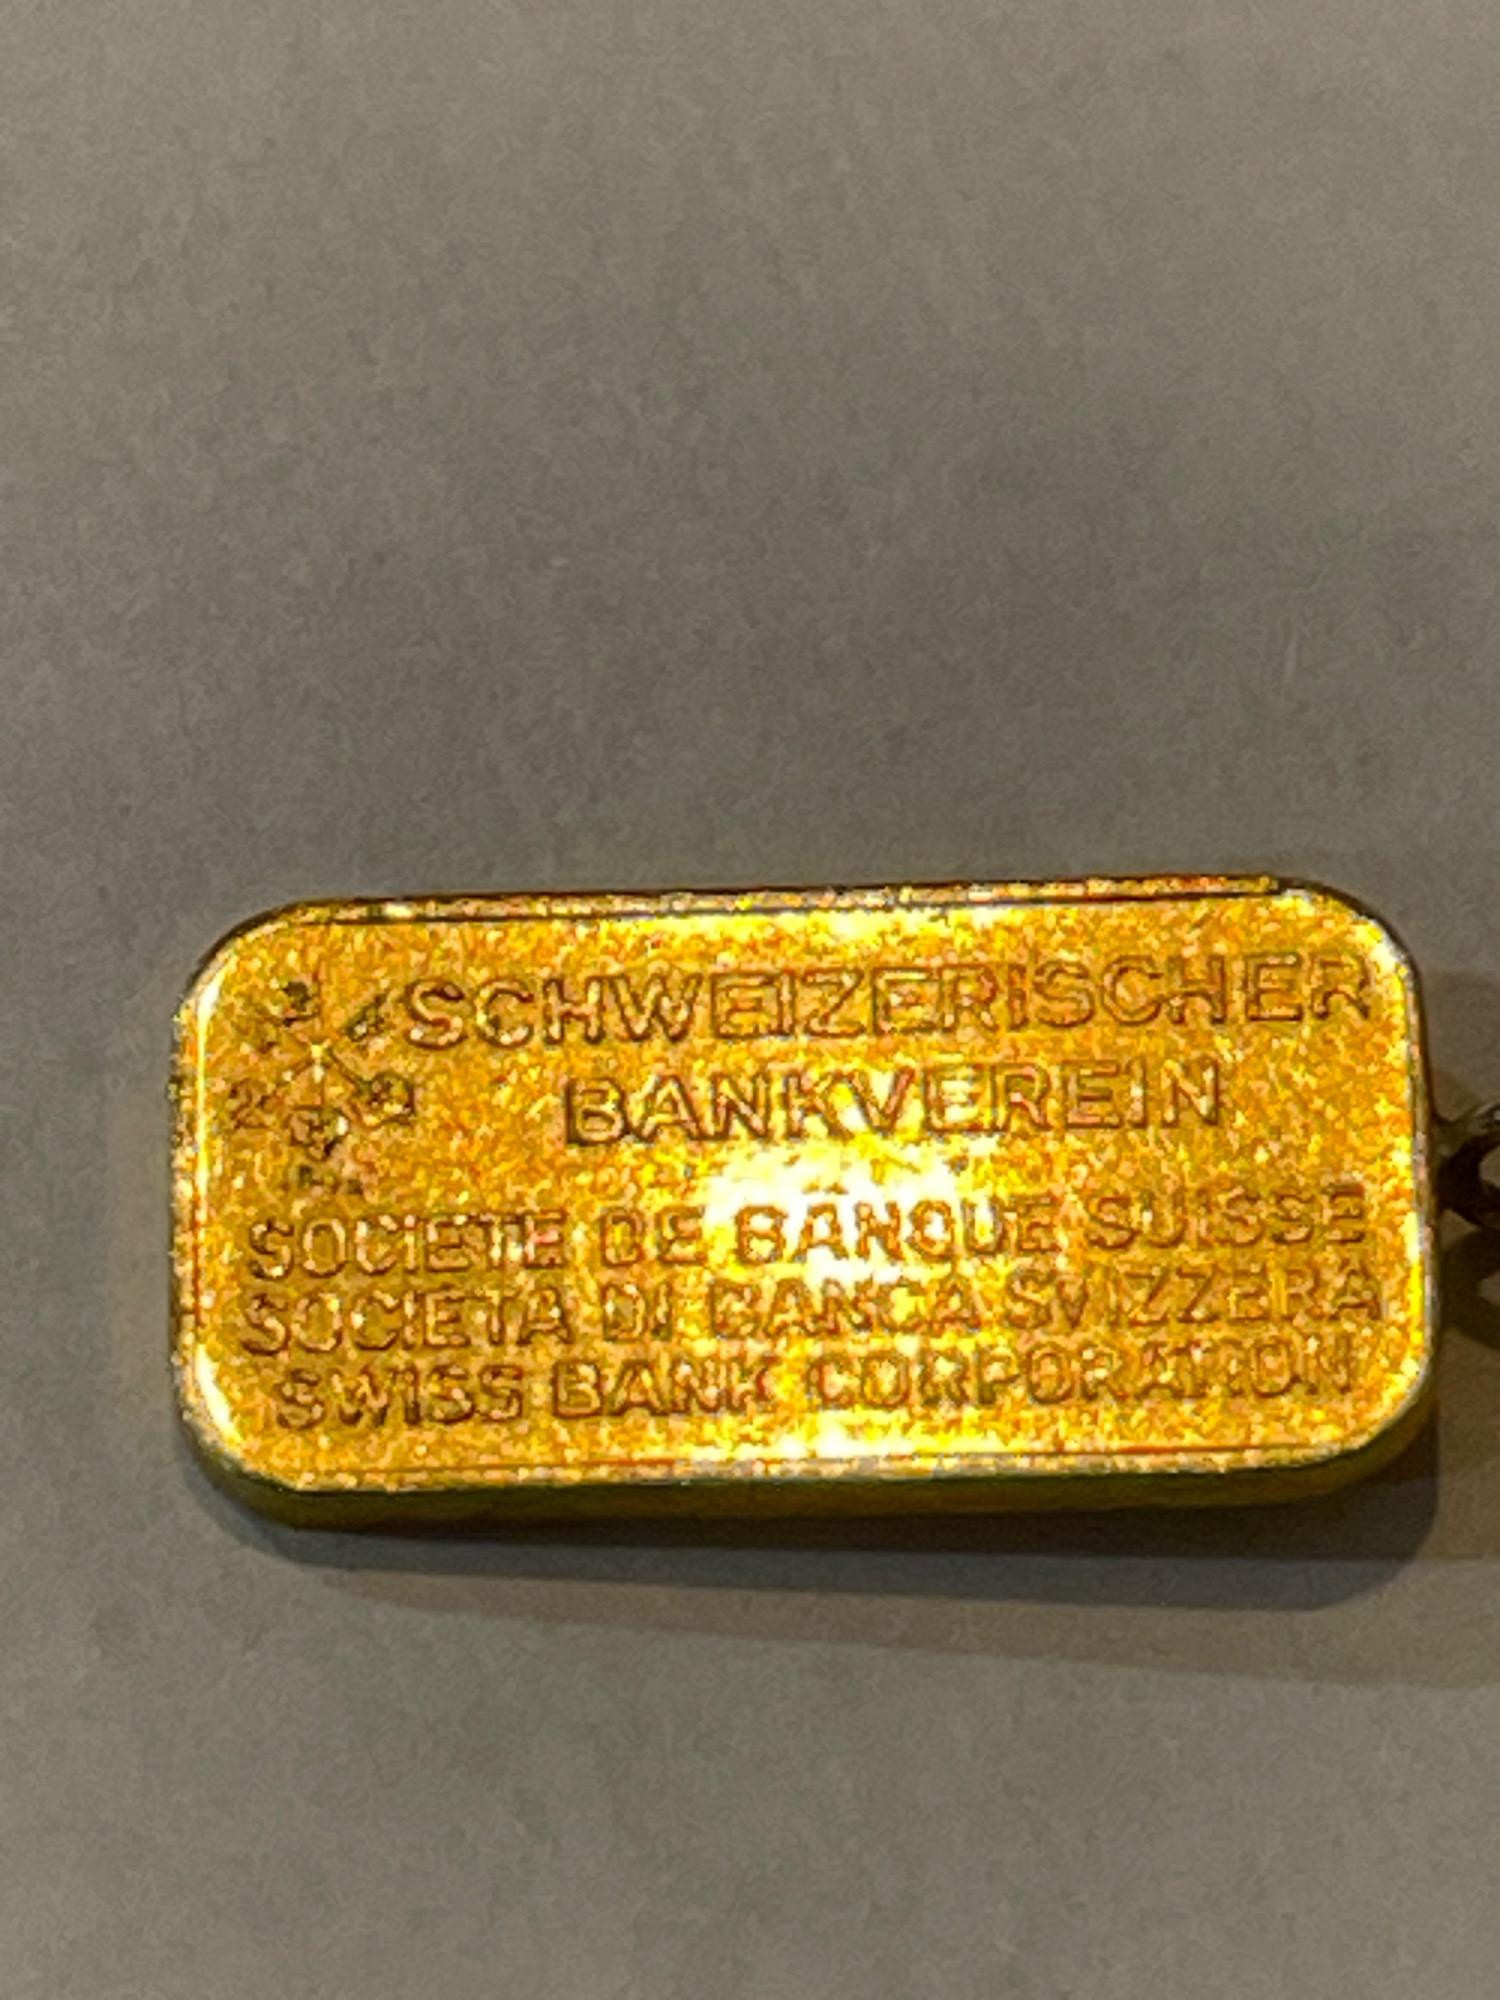 SCHWEIZERISCHER
BANKVEREIN
SOCIETE DE BANQUE SUISSE
SOCIETA DI BANCA SVIZZERA
SWISS BANK CORPORATION